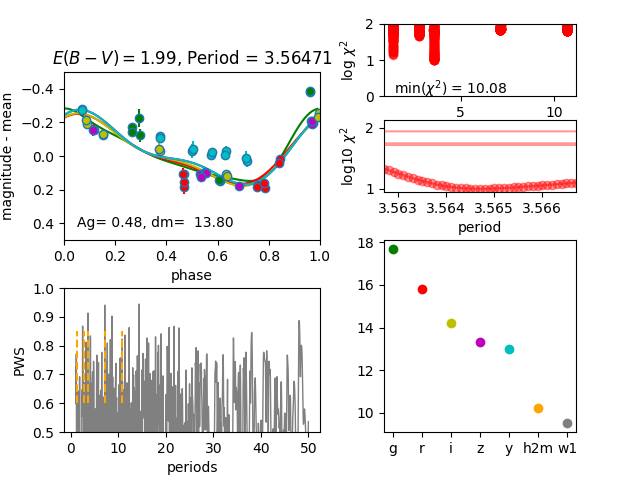 E(B − V) = 1.99, Period = 3.56471
−0.4
−0.2
0.0
0.2
0.4
magnitude - mean
Ag= 0.48, dm=  13.80
0.0 0.2 0.4 0.6 0.8 1.0
phase
2
1
0
log χ²
min(χ²) = 10.08
5 10
2
1
log10 χ²
3.563 3.564 3.565 3.566
period
1.0
0.9
0.8
0.7
0.6
0.5
PWS
0 10 20 30 40 50
periods
18
16
14
12
10
g r i z y h2m w1